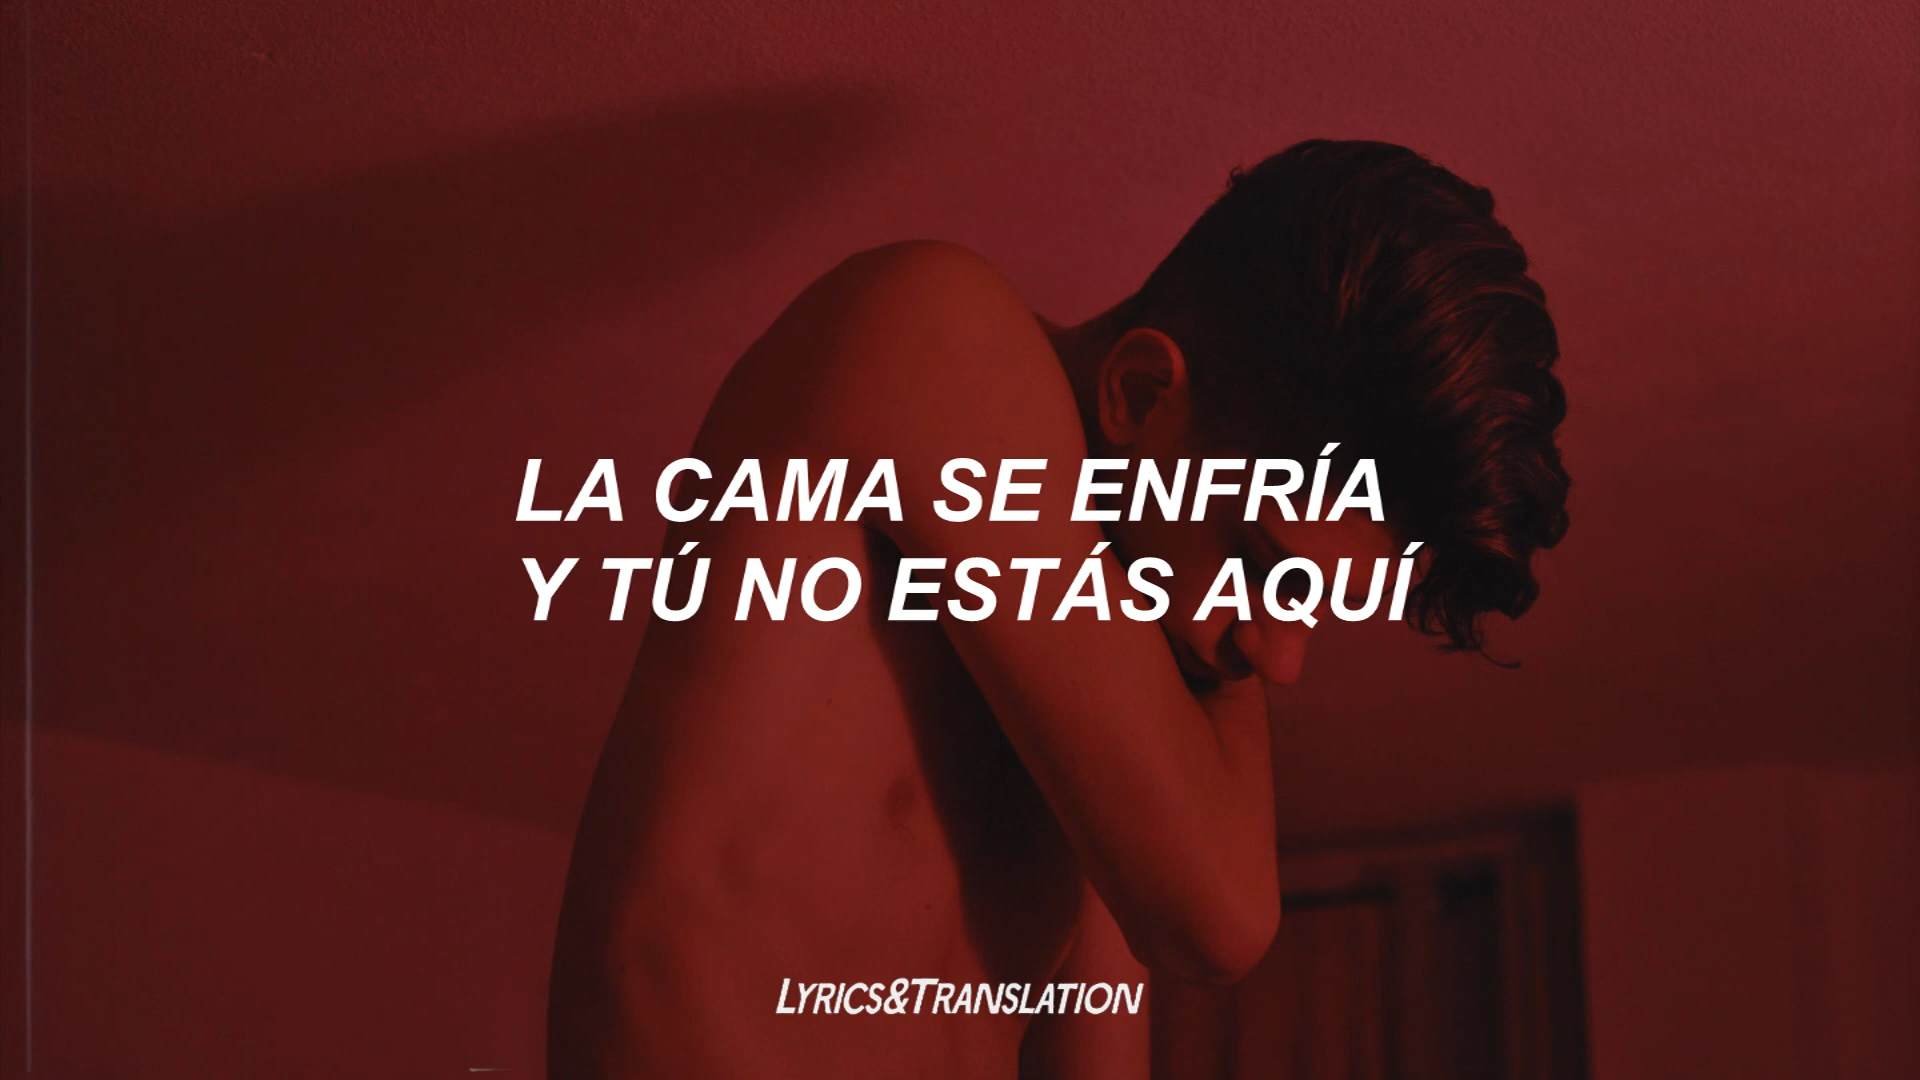 LA CAMA SE ENFRÍA
Y TÚ NO ESTÁS AQUÍ
LYRICS&TRANSLATION